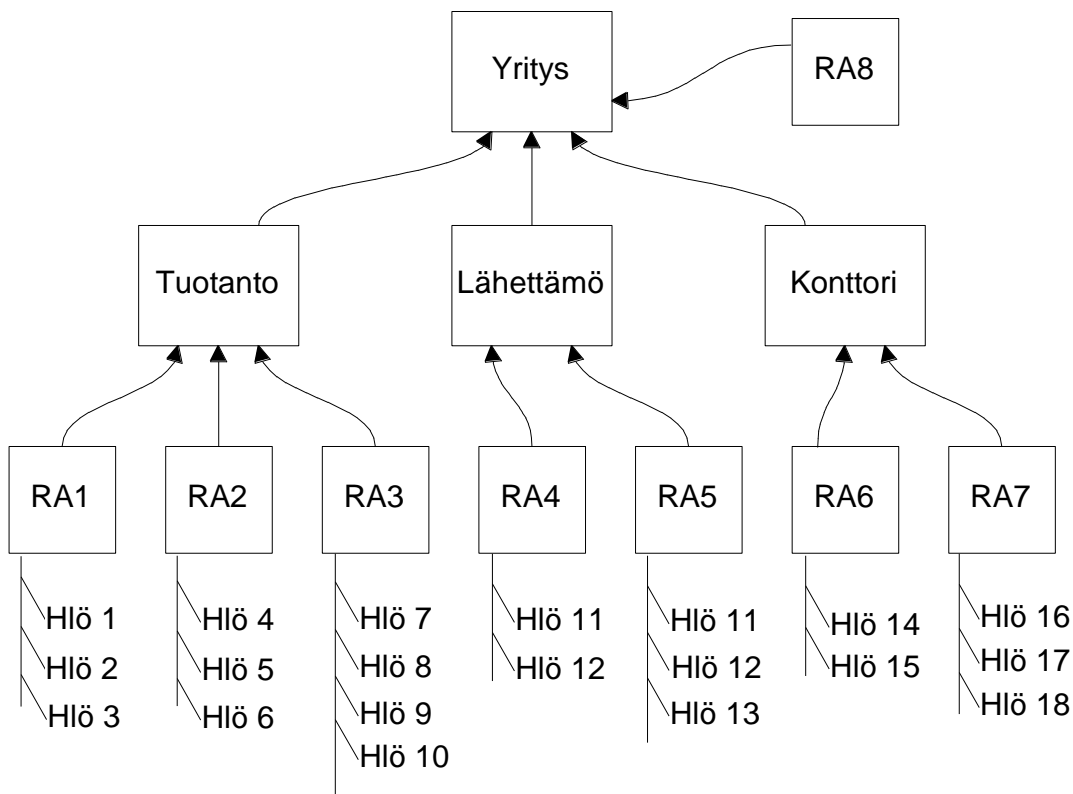 Yritys
RA8
Tuotanto
Lähettämö
Konttori
RA1
RA2
RA3
RA4
RA5
RA6
RA7
Hlö 1
Hlö 2
Hlö 3
Hlö 4
Hlö 5
Hlö 6
Hlö 7
Hlö 8
Hlö 9
Hlö 10
Hlö 11
Hlö 12
Hlö 11
Hlö 12
Hlö 13
Hlö 14
Hlö 15
Hlö 16
Hlö 17
Hlö 18